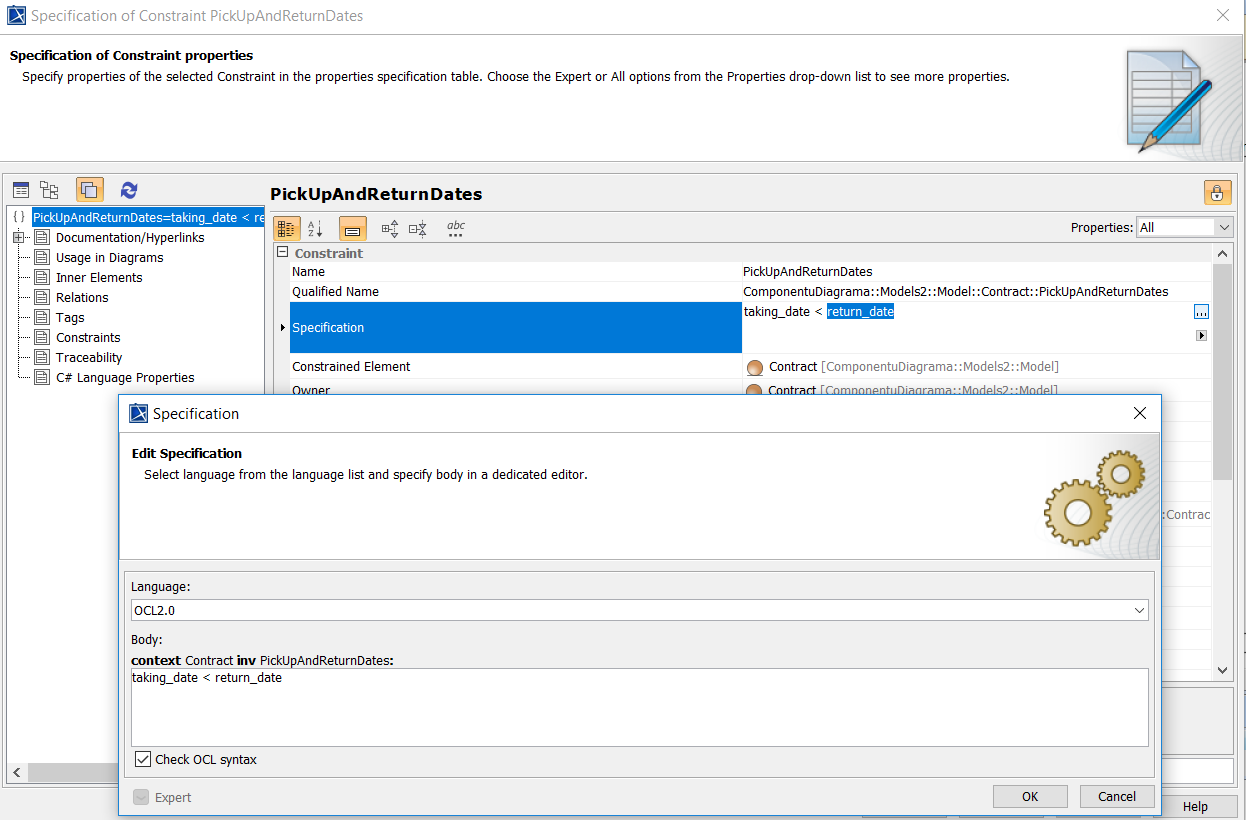 Specification of Constraint PickUpAndReturnDates
Specification of Constraint properties
Specify properties of the selected Constraint in the properties specification table. Choose the Expert or All options from the Properties drop-down list to see more properties.
PickUpAndReturnDates=taking_date < re
Documentation/Hyperlinks
Usage in Diagrams
Inner Elements
Relations
Tags
Constraints
Traceability
C# Language Properties
PickUpAndReturnDates
Properties: All
Constraint
Name PickUpAndReturnDates
Qualified Name ComponentuDiagrama::Models2::Model::Contract::PickUpAndReturnDates
Specification taking_date < return_date
Constrained Element Contract [ComponentuDiagrama::Models2::Model]
Owner Contract [ComponentuDiagrama::Models2::Model]
::Contrac
Specification
Edit Specification
Select language from the language list and specify body in a dedicated editor.
Language:
OCL2.0
Body:
context Contract inv PickUpAndReturnDates:
taking_date < return_date
Check OCL syntax
Expert
OK Cancel
Help